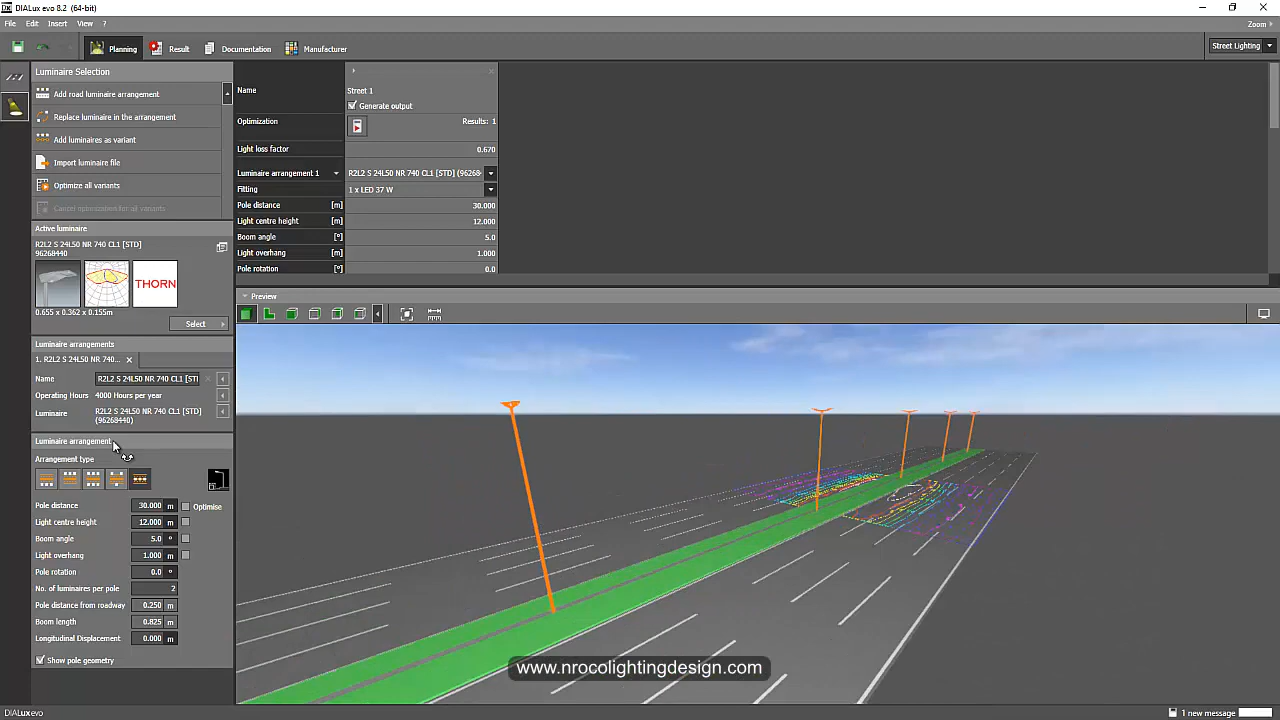 DIALux evo 8.2 (64-bit)
File Edit Insert View ?
Zoom
Planning Result Documentation Manufacturer
Street Lighting
Luminaire Selection
Add road luminaire arrangement
Replace luminaire in the arrangement
Add luminaires as variant
Import luminaire file
Optimize all variants
Cancel optimization for all variants
Active luminaire
R2L2 S 24L50 NR 740 CL1 [STD]
96268440
THORN
0.655 x 0.362 x 0.155m
Select
Luminaire arrangements
1. R2L2 S 24L50 NR 740...
Name R2L2 S 24L50 NR 740 CL1 [STI
Operating Hours 4000 Hours per year
Luminaire R2L2 S 24L50 NR 740 CL1 [STD]
(96268440)
Luminaire arrangement
Arrangement type
Pole distance 30.000 m Optimise
Light centre height 12.000 m
Boom angle 5.0 °
Light overhang 1.000 m
Pole rotation 0.0 °
No. of luminaires per pole 2
Pole distance from roadway 0.250 m
Boom length 0.825 m
Longitudinal Displacement 0.000 m
Show pole geometry
Name Street 1
Generate output
Optimization Results: 1
Light loss factor 0.670
Luminaire arrangement 1 R2L2 S 24L50 NR 740 CL1 [STD] (96268
Fitting 1 x LED 37 W
Pole distance [m] 30.000
Light centre height [m] 12.000
Boom angle [°] 5.0
Light overhang [m] 1.000
Pole rotation [°] 0.0
Preview
www.nrocolightingdesign.com
DIALux evo
1 new message